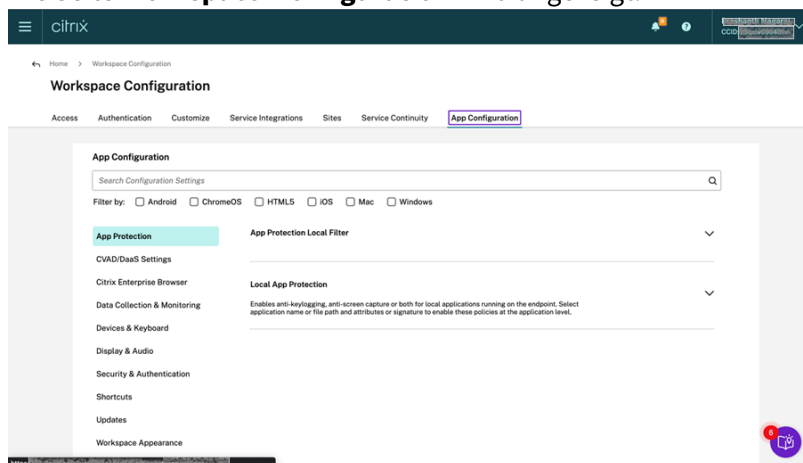 citrix
8
?
Home > Workspace Configuration
Workspace Configuration
Access Authentication Customize Service Integrations Sites Service Continuity App Configuration
App Configuration
Search Configuration Settings
Filter by: Android ChromeOS HTML5 iOS Mac Windows
App Protection
App Protection Local Filter
CVAD/DaaS Settings
Citrix Enterprise Browser
Local App Protection
Data Collection & Monitoring
Enables anti-keylogging, anti-screen capture or both for local applications running on the endpoint. Select
application name or file path and attributes or signature to enable these policies at the application level.
Devices & Keyboard
Display & Audio
Security & Authentication
Shortcuts
Updates
Workspace Appearance
6